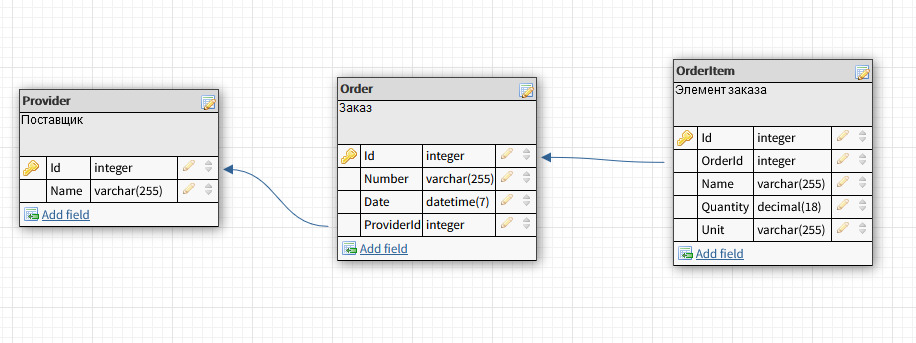 Provider
Поставщик
Id integer
Name varchar(255)
Add field
Order
Заказ
Id integer
Number varchar(255)
Date datetime(7)
ProviderId integer
Add field
OrderItem
Элемент заказа
Id integer
OrderId integer
Name varchar(255)
Quantity decimal(18)
Unit varchar(255)
Add field